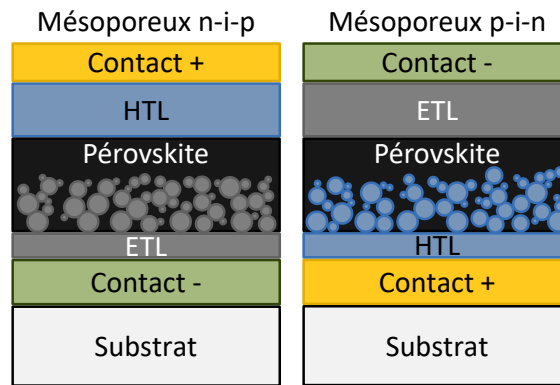 Mésoporeux n-i-p
Contact +
HTL
Pérovskite
ETL
Contact -
Substrat
Mésoporeux p-i-n
Contact -
ETL
Pérovskite
HTL
Contact +
Substrat